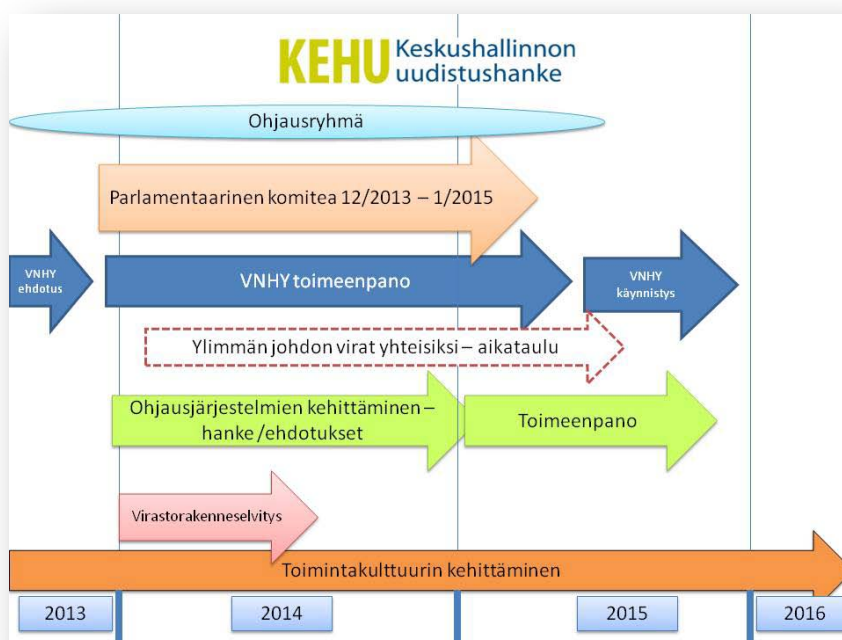 KEHU Keskushallinnon
uudistushanke
Ohjausryhmä
Parlamentaarinen komitea 12/2013 – 1/2015
VNHY
ehdotus
VNHY toimeenpano
VNHY
käynnistys
Ylimmän johdon virat yhteisiksi – aikataulu
Ohjausjärjestelmien kehittäminen –
hanke /ehdotukset
Toimeenpano
Virastorakenneselvitys
Toimintakulttuurin kehittäminen
2013
2014
2015
2016